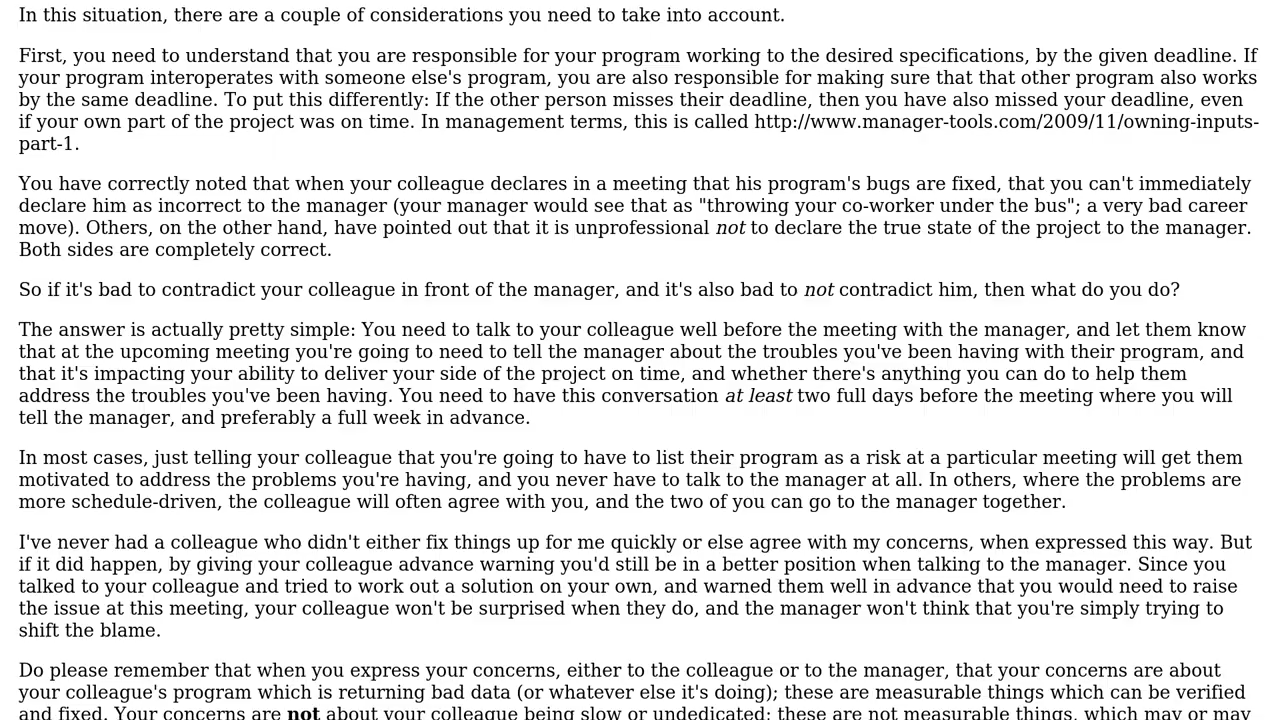 In this situation, there are a couple of considerations you need to take into account.
First, you need to understand that you are responsible for your program working to the desired specifications, by the given deadline. If
your program interoperates with someone else's program, you are also responsible for making sure that that other program also works
by the same deadline. To put this differently: If the other person misses their deadline, then you have also missed your deadline, even
if your own part of the project was on time. In management terms, this is called http://www.manager-tools.com/2009/11/owning-inputs-
part-1.
You have correctly noted that when your colleague declares in a meeting that his program's bugs are fixed, that you can't immediately
declare him as incorrect to the manager (your manager would see that as "throwing your co-worker under the bus"; a very bad career
move). Others, on the other hand, have pointed out that it is unprofessional not to declare the true state of the project to the manager.
Both sides are completely correct.
So if it's bad to contradict your colleague in front of the manager, and it's also bad to not contradict him, then what do you do?
The answer is actually pretty simple: You need to talk to your colleague well before the meeting with the manager, and let them know
that at the upcoming meeting you're going to need to tell the manager about the troubles you've been having with their program, and
that it's impacting your ability to deliver your side of the project on time, and whether there's anything you can do to help them
address the troubles you've been having. You need to have this conversation at least two full days before the meeting where you will
tell the manager, and preferably a full week in advance.
In most cases, just telling your colleague that you're going to have to list their program as a risk at a particular meeting will get them
motivated to address the problems you're having, and you never have to talk to the manager at all. In others, where the problems are
more schedule-driven, the colleague will often agree with you, and the two of you can go to the manager together.
I've never had a colleague who didn't either fix things up for me quickly or else agree with my concerns, when expressed this way. But
if it did happen, by giving your colleague advance warning you'd still be in a better position when talking to the manager. Since you
talked to your colleague and tried to work out a solution on your own, and warned them well in advance that you would need to raise
the issue at this meeting, your colleague won't be surprised when they do, and the manager won't think that you're simply trying to
shift the blame.
Do please remember that when you express your concerns, either to the colleague or to the manager, that your concerns are about
your colleague's program which is returning bad data (or whatever else it's doing); these are measurable things which can be verified
and fixed. Your concerns are not about your colleague being slow or undedicated; these are not measurable things, which may or may